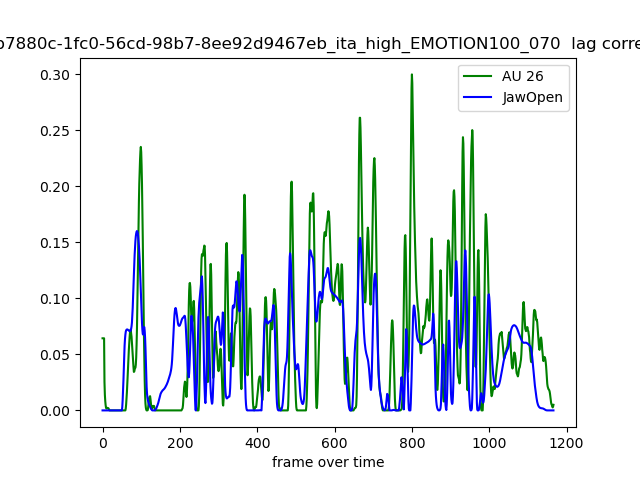 b7880c-1fc0-56cd-98b7-8ee92d9467eb_ita_high_EMOTION100_070 lag corre
AU 26
JawOpen
0.30
0.25
0.20
0.15
0.10
0.05
0.00
0 200 400 600 800 1000 1200
frame over time